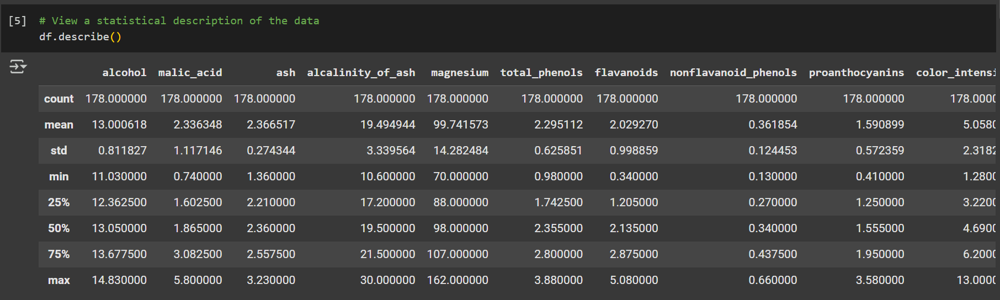 [5] # View a statistical description of the data
df.describe()
alcohol malic_acid ash alcalinity_of_ash magnesium total_phenols flavanoids nonflavanoid_phenols proanthocyanins color_intensi
count 178.000000 178.000000 178.000000 178.000000 178.000000 178.000000 178.000000 178.000000 178.000000 178.0000
mean 13.000618 2.336348 2.366517 19.494944 99.741573 2.295112 2.029270 0.361854 1.590899 5.0580
std 0.811827 1.117146 0.274344 3.339564 14.282484 0.625851 0.998859 0.124453 0.572359 2.3182
min 11.030000 0.740000 1.360000 10.600000 70.000000 0.980000 0.340000 0.130000 0.410000 1.2800
25% 12.362500 1.602500 2.210000 17.200000 88.000000 1.742500 1.205000 0.270000 1.250000 3.2200
50% 13.050000 1.865000 2.360000 19.500000 98.000000 2.355000 2.135000 0.340000 1.555000 4.6900
75% 13.677500 3.082500 2.557500 21.500000 107.000000 2.800000 2.875000 0.437500 1.950000 6.2000
max 14.830000 5.800000 3.230000 30.000000 162.000000 3.880000 5.080000 0.660000 3.580000 13.0000